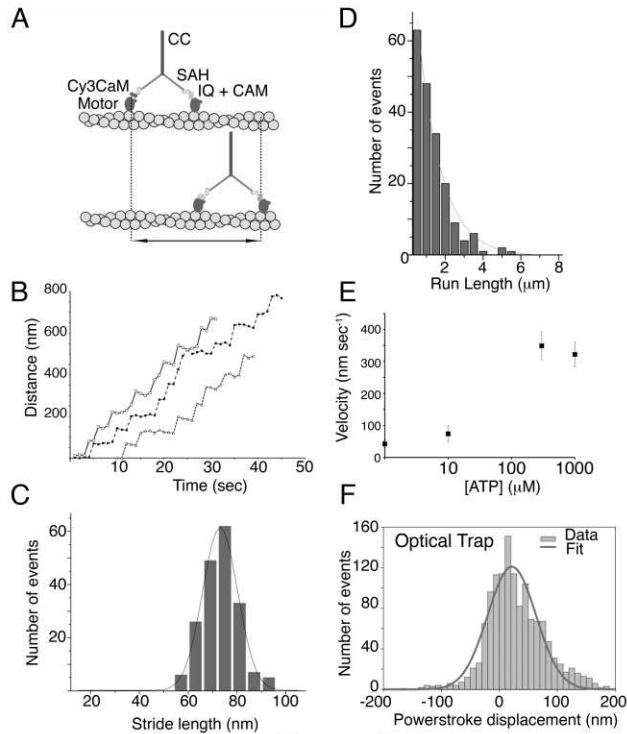 A
CC
Cy3CaM
Motor
SAH
IQ + CAM
B
Distance (nm)
800
600
400
200
0
10
20
30
40
50
Time (sec)
C
Number of events
60
40
20
20
40
60
80
100
Stride length (nm)
D
Number of events
60
40
20
0
2
4
6
8
Run Length (μm)
E
Velocity (nm sec⁻¹)
400
300
200
100
0
10
100
1000
[ATP] (μM)
F
Optical Trap
Data
Fit
Number of events
160
120
80
40
0
-200
-100
0
100
200
Powerstroke displacement (nm)